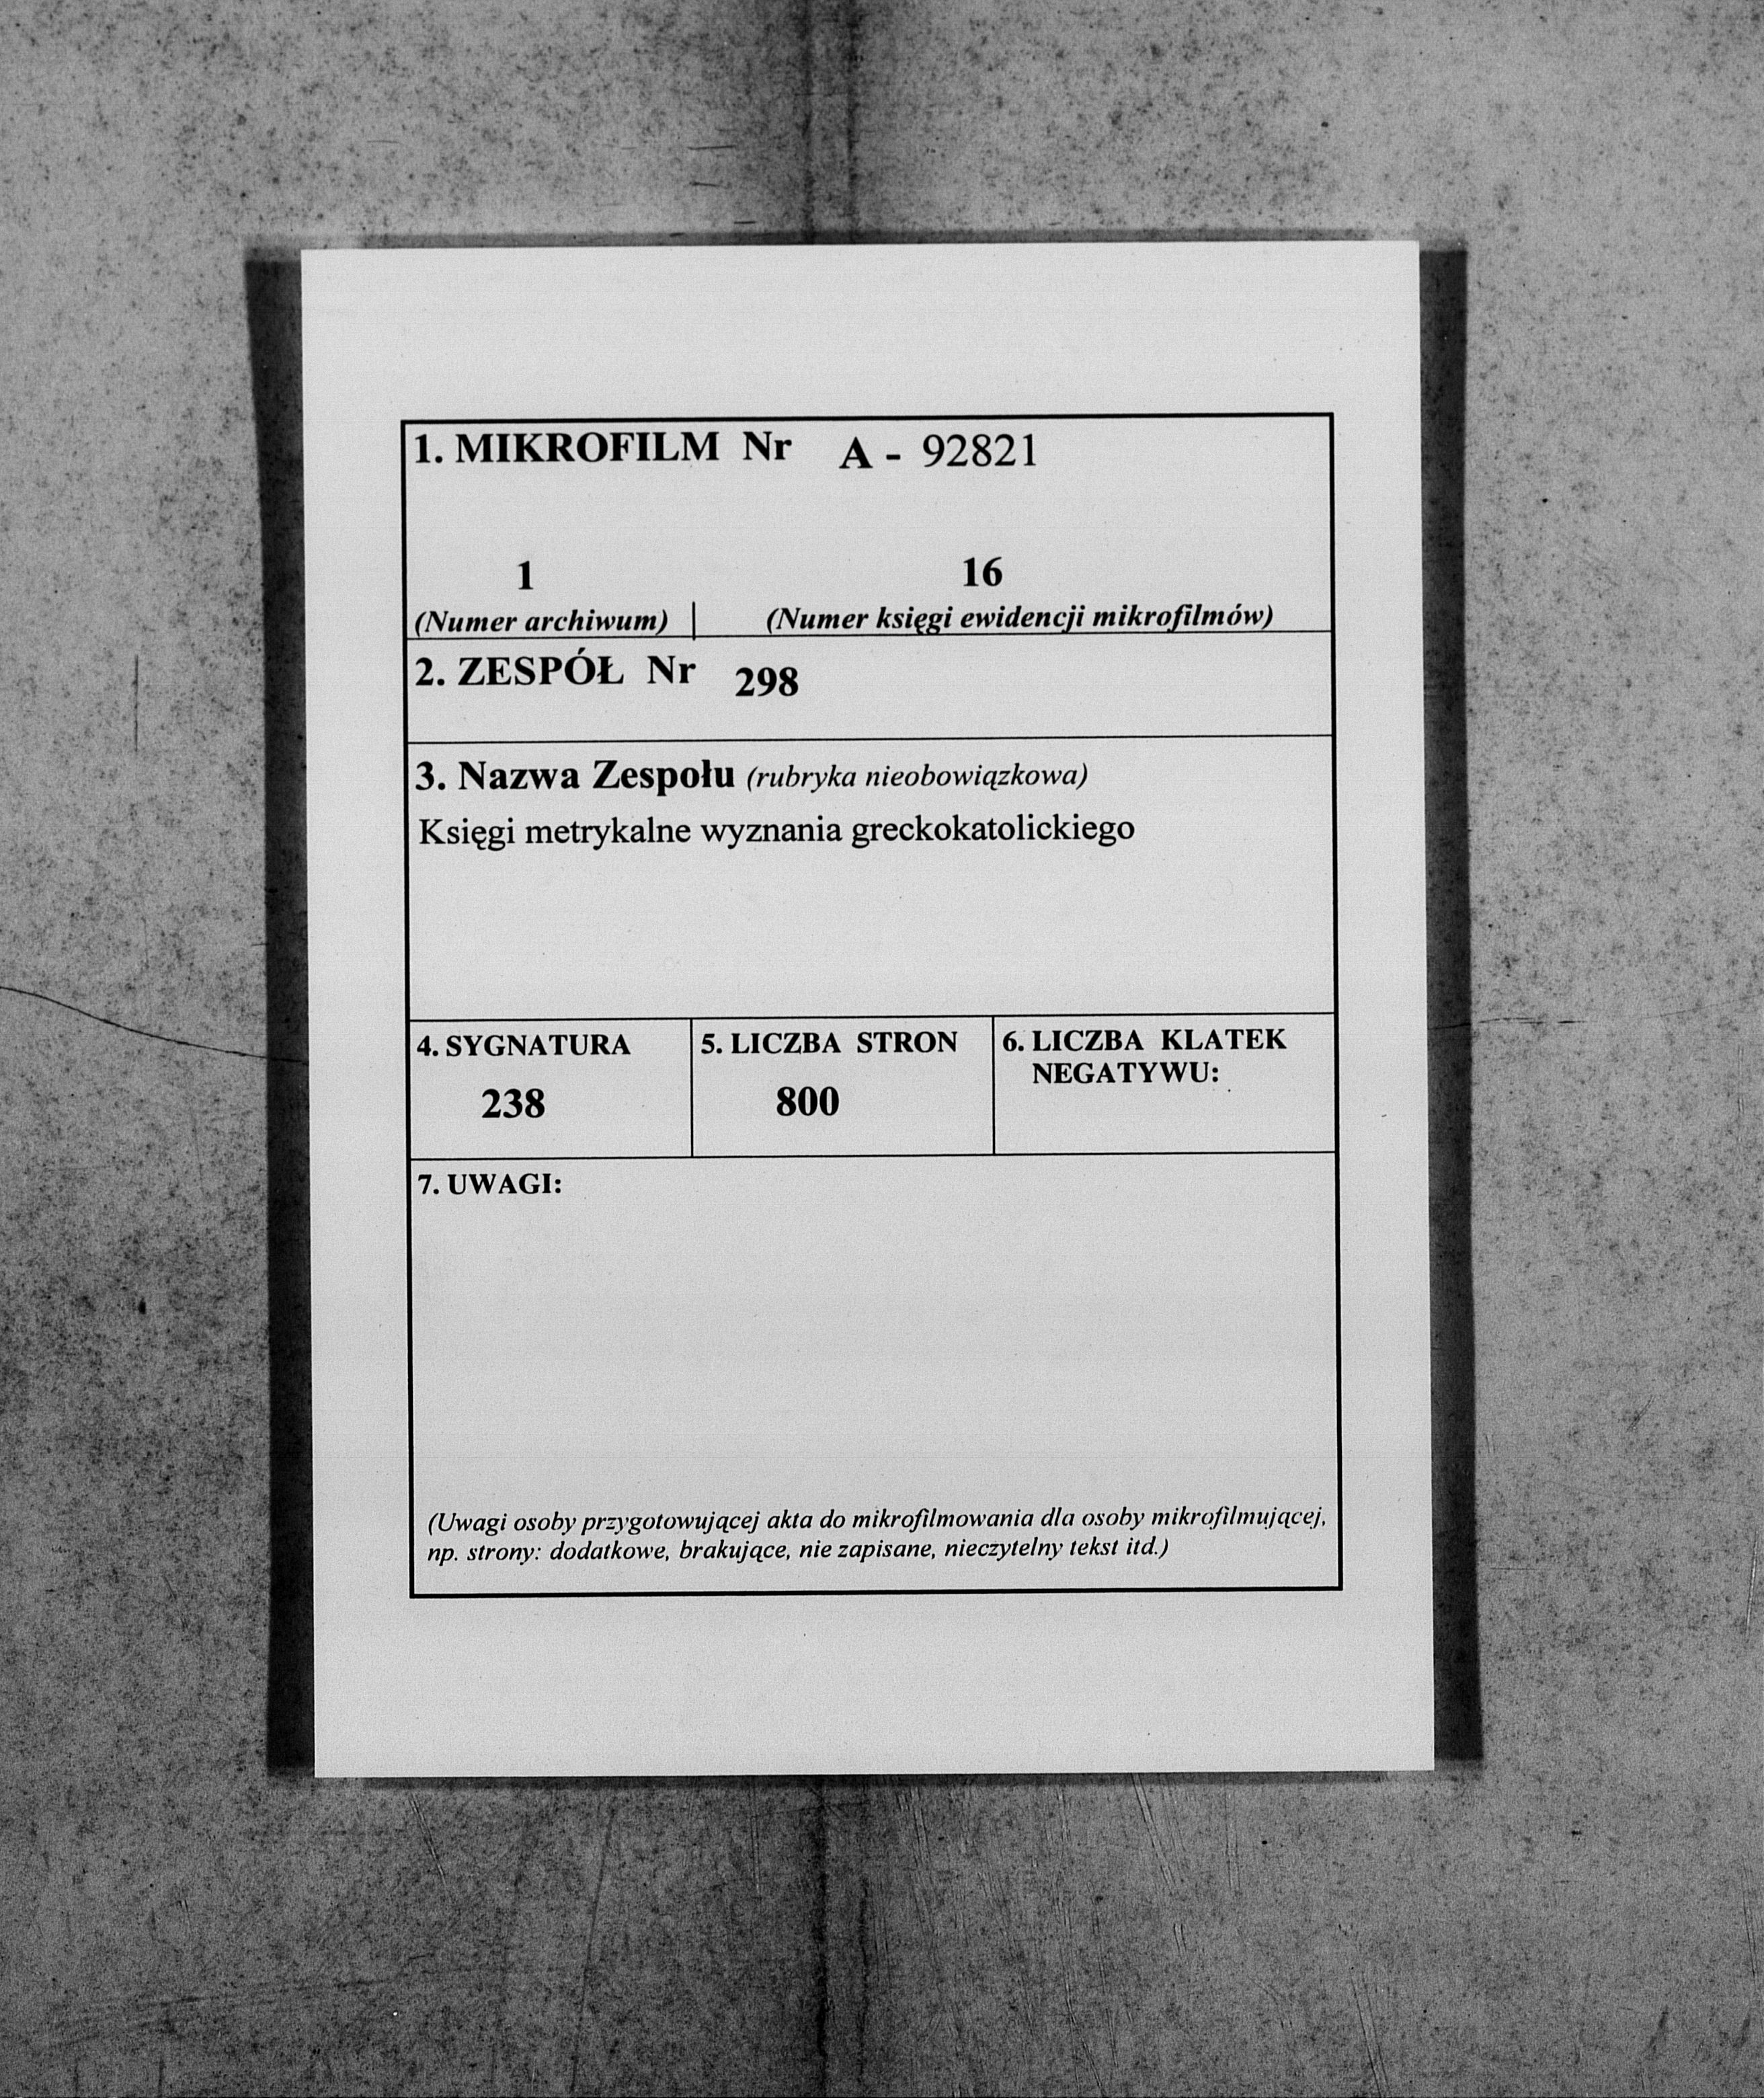 1. MIKROFILM Nr A - 92821
1 16
(Numer archiwum) | (Numer księgi ewidencji mikrofilmów)
2. ZESPÓŁ Nr 298
3. Nazwa Zespołu (rubryka nieobowiązkowa)
Księgi metrykalne wyznania greckokatolickiego
4. SYGNATURA
238
5. LICZBA STRON
800
6. LICZBA KLATEK
NEGATYWU:
7. UWAGI:
(Uwagi osoby przygotowującej akta do mikrofilmowania dla osoby mikrofilmującej,
np. strony: dodatkowe, brakujące, nie zapisane, nieczytelny tekst itd.)